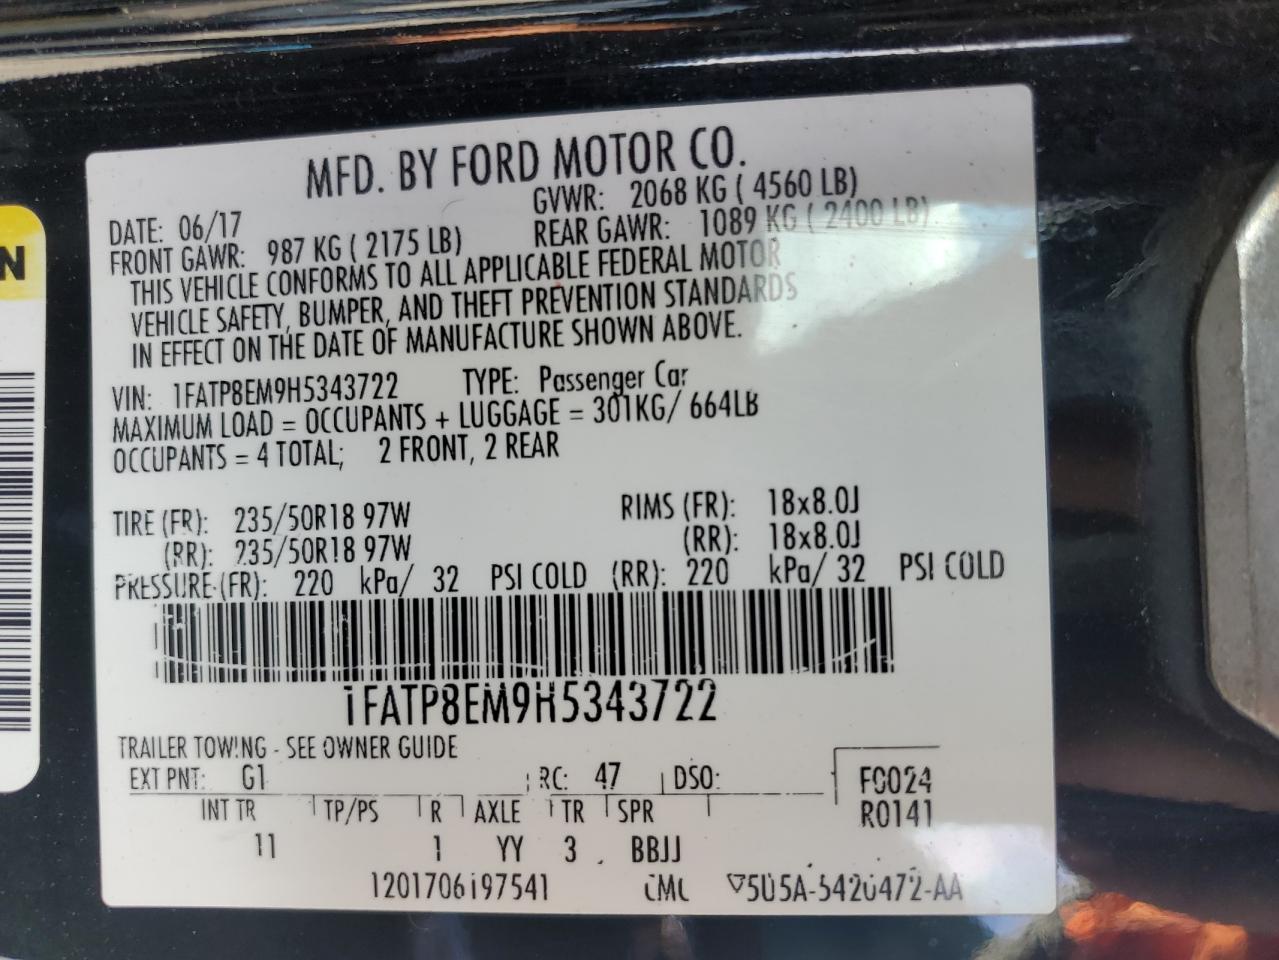 MFD. BY FORD MOTOR CO.
DATE: 06/17 GVWR: 2068 KG ( 4560 LB)
FRONT GAWR: 987 KG ( 2175 LB) REAR GAWR: 1089 KG ( 2400 LB)
THIS VEHICLE CONFORMS TO ALL APPLICABLE FEDERAL MOTOR
VEHICLE SAFETY, BUMPER, AND THEFT PREVENTION STANDARDS
IN EFFECT ON THE DATE OF MANUFACTURE SHOWN ABOVE.
VIN: 1FATP8EM9H5343722 TYPE: Passenger Car
MAXIMUM LOAD = OCCUPANTS + LUGGAGE = 301KG/ 664LB
OCCUPANTS = 4 TOTAL; 2 FRONT, 2 REAR
TIRE (FR): 235/50R18 97W RIMS (FR): 18x8.0J
(RR): 235/50R18 97W (RR): 18x8.0J
PRESSURE (FR): 220 kPa/ 32 PSI COLD (RR): 220 kPa/ 32 PSI COLD
1FATP8EM9H5343722
TRAILER TOWING - SEE OWNER GUIDE
EXT PNT: G1 RC: 47 DSO: F0024
INT TR TP/PS R AXLE TR SPR R0141
11 1 YY 3 BBJJ
1201706197541 5U5A-5420472-AA
N